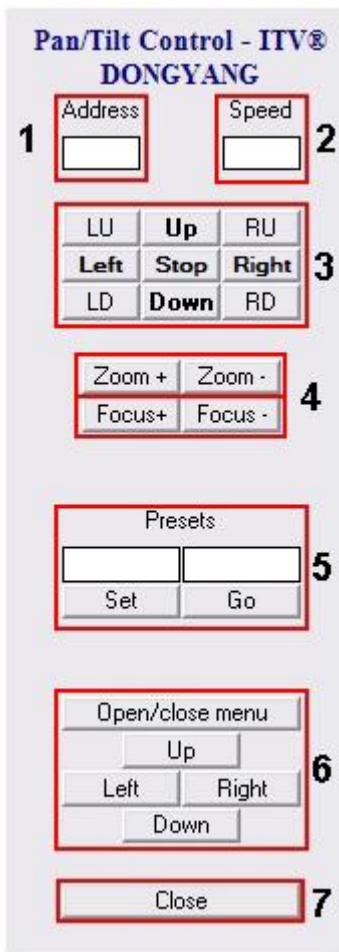 Pan/Tilt Control - ITV®
DONGYANG
Address Speed
1 2
LU Up RU
Left Stop Right 3
LD Down RD
Zoom + Zoom -
4
Focus+ Focus -
Presets
5
Set Go
Open/close menu
Up
6
Left Right
Down
Close 7